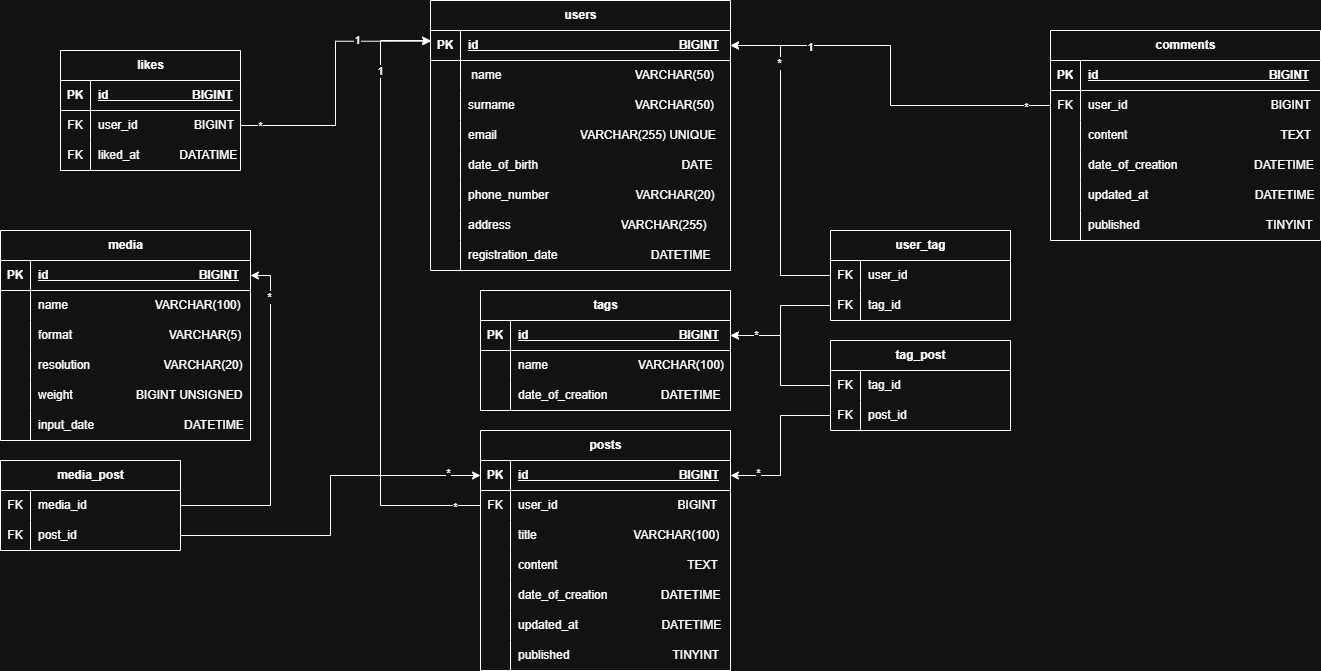 users
PK id BIGINT
name VARCHAR(50)
surname VARCHAR(50)
email VARCHAR(255) UNIQUE
date_of_birth DATE
phone_number VARCHAR(20)
address VARCHAR(255)
registration_date DATETIME
likes
PK id BIGINT
FK user_id BIGINT
FK liked_at DATATIME
comments
PK id BIGINT
FK user_id BIGINT
content TEXT
date_of_creation DATETIME
updated_at DATETIME
published TINYINT
media
PK id BIGINT
name VARCHAR(100)
format VARCHAR(5)
resolution VARCHAR(20)
weight BIGINT UNSIGNED
input_date DATETIME
user_tag
FK user_id
FK tag_id
tags
PK id BIGINT
name VARCHAR(100)
date_of_creation DATETIME
tag_post
FK tag_id
FK post_id
media_post
FK media_id
FK post_id
posts
PK id BIGINT
FK user_id BIGINT
title VARCHAR(100)
content TEXT
date_of_creation DATETIME
updated_at DATETIME
published TINYINT
1
*
1
*
1
*
*
*
*
*
*